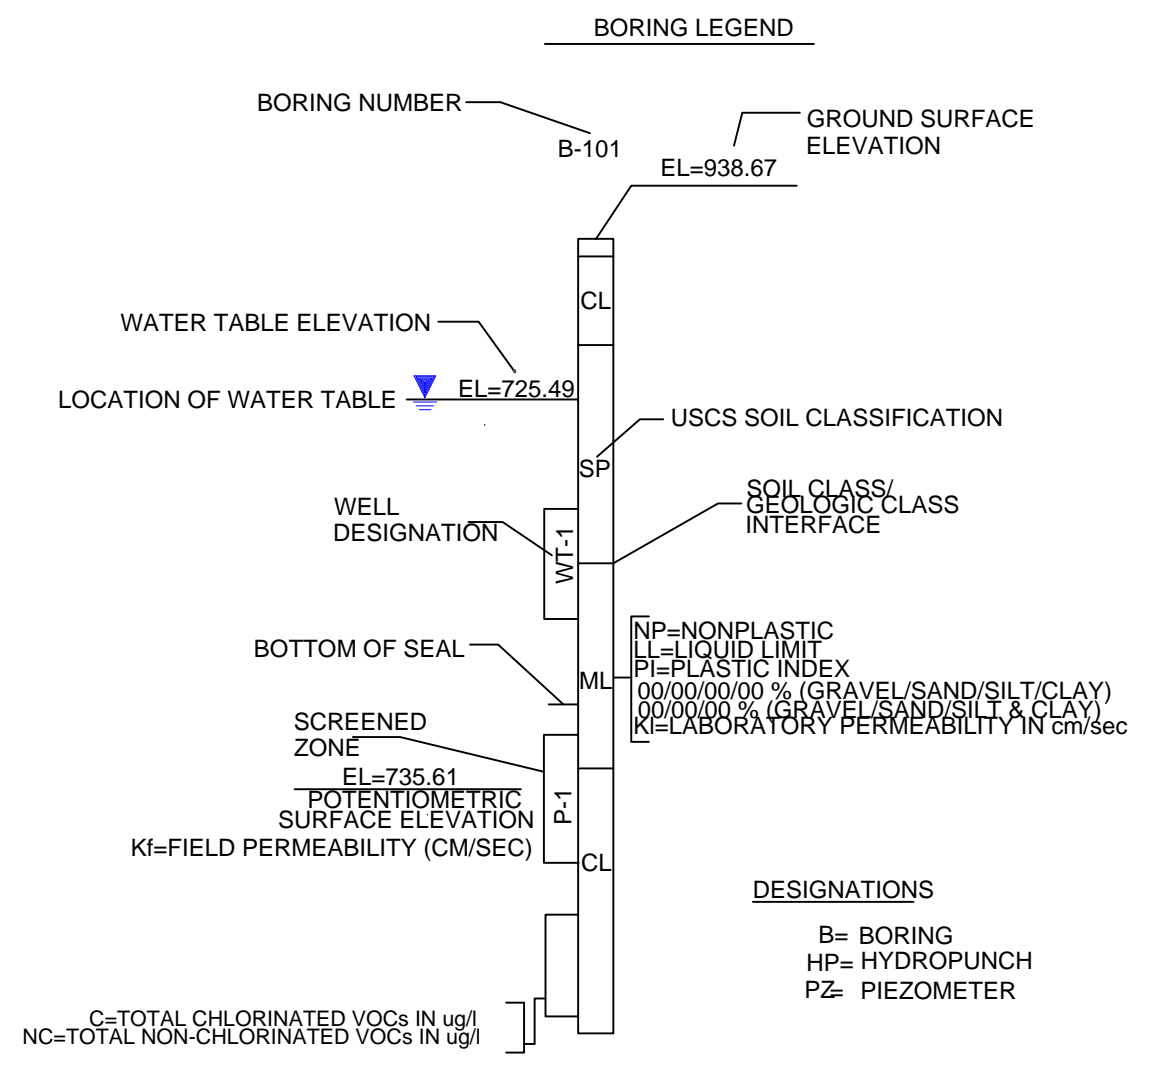 BORING LEGEND
BORING NUMBER
B-101
GROUND SURFACE
ELEVATION
EL=938.67
CL
WATER TABLE ELEVATION
EL=725.49
LOCATION OF WATER TABLE
USCS SOIL CLASSIFICATION
SP
SOIL CLASS/
GEOLOGIC CLASS
INTERFACE
WELL
DESIGNATION
WT-1
BOTTOM OF SEAL
ML
NP=NONPLASTIC
LL=LIQUID LIMIT
PI=PLASTIC INDEX
00/00/00/00 % (GRAVEL/SAND/SILT/CLAY)
00/00/00 % (GRAVEL/SAND/SILT & CLAY)
Kl=LABORATORY PERMEABILITY IN cm/sec
SCREENED
ZONE
EL=735.61
POTENTIOMETRIC
SURFACE ELEVATION
Kf=FIELD PERMEABILITY (CM/SEC)
P-1
CL
DESIGNATIONS
B= BORING
HP= HYDROPUNCH
PZ= PIEZOMETER
C=TOTAL CHLORINATED VOCs IN ug/l
NC=TOTAL NON-CHLORINATED VOCs IN ug/l